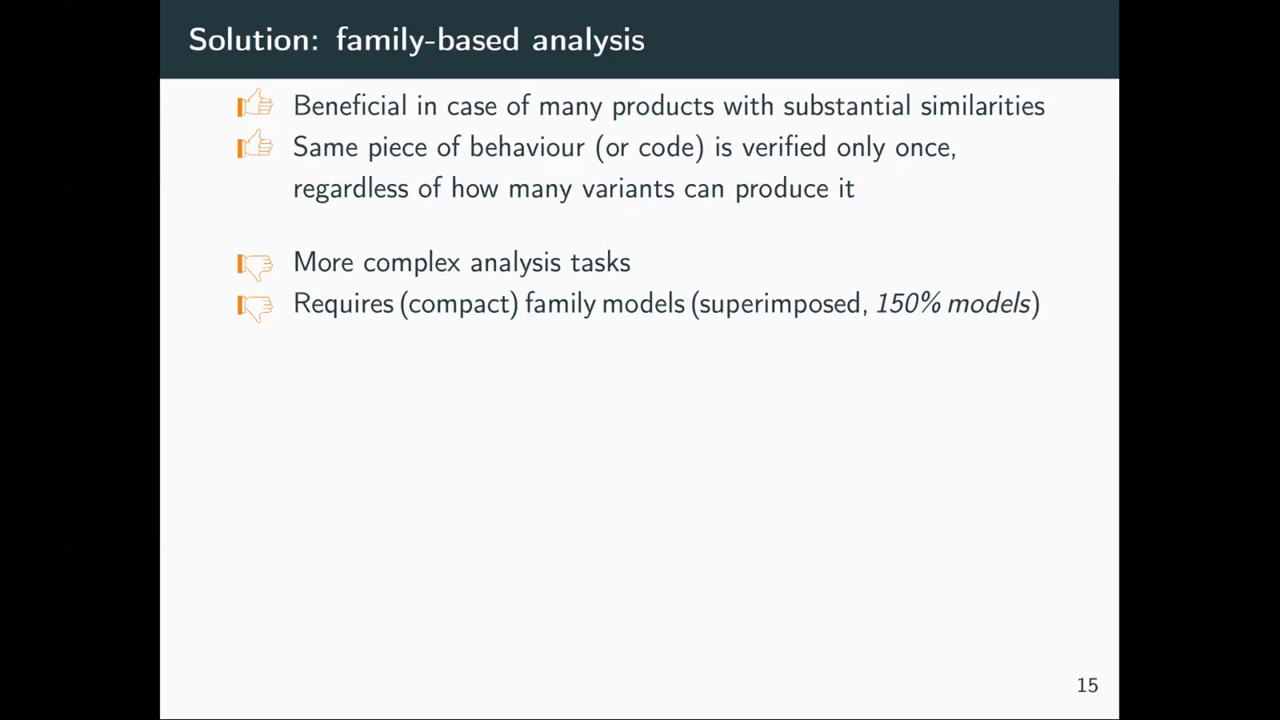 Solution: family-based analysis
Beneficial in case of many products with substantial similarities
Same piece of behaviour (or code) is verified only once,
regardless of how many variants can produce it
More complex analysis tasks
Requires (compact) family models (superimposed, 150% models)
15